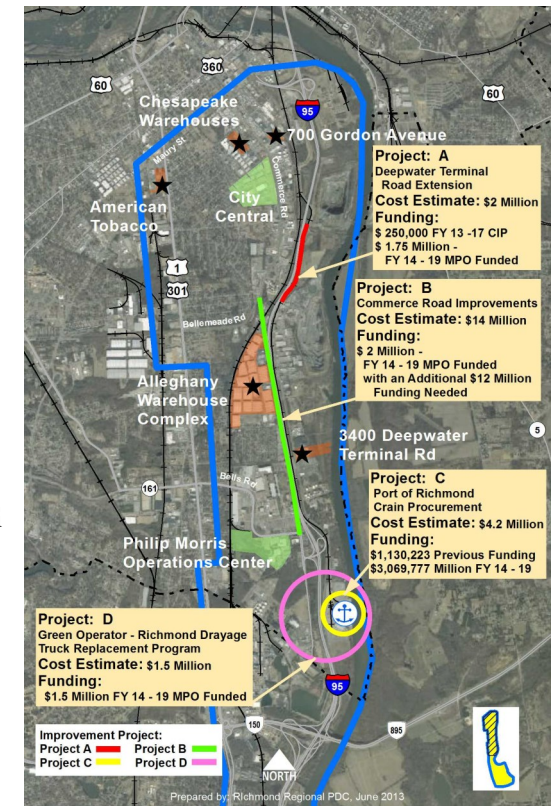 60
360
60
95
Chesapeake
Warehouses
700 Gordon Avenue
Maury St
Commerce Rd
American
Tobacco
City
Central
Project: A
Deepwater Terminal
Road Extension
Cost Estimate: $2 Million
Funding:
$ 250,000 FY 13 -17 CIP
$ 1.75 Million -
FY 14 - 19 MPO Funded
1
301
Bellemeade Rd
Project: B
Commerce Road Improvements
Cost Estimate: $14 Million
Funding:
$ 2 Million -
FY 14 - 19 MPO Funded
with an Additional $12 Million
Funding Needed
Alleghany
Warehouse
Complex
3400 Deepwater
Terminal Rd
5
161
Bells Rd
Project: C
Port of Richmond
Crain Procurement
Cost Estimate: $4.2 Million
Funding:
$1,130,223 Previous Funding
$3,069,777 Million FY 14 - 19
Philip Morris
Operations Center
Project: D
Green Operator - Richmond Drayage
Truck Replacement Program
Cost Estimate: $1.5 Million
Funding:
$1.5 Million FY 14 - 19 MPO Funded
95
150
895
Improvement Project:
Project A Project B
Project C Project D
NORTH
Prepared by: Richmond Regional PDC, June 2013